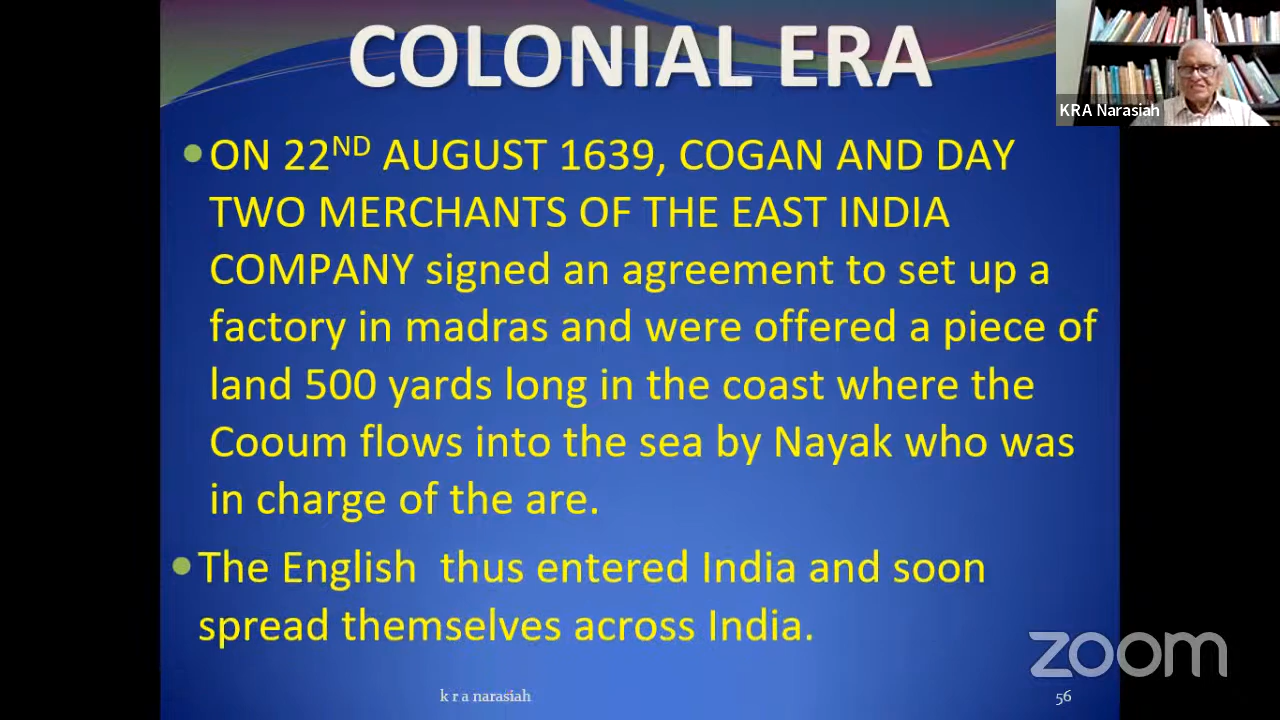 COLONIAL ERA
KRA Narasiah
•ON 22ND AUGUST 1639, COGAN AND DAY
TWO MERCHANTS OF THE EAST INDIA
COMPANY signed an agreement to set up a
factory in madras and were offered a piece of
land 500 yards long in the coast where the
Cooum flows into the sea by Nayak who was
in charge of the are.
•The English thus entered India and soon
spread themselves across India.
zoom
k r a narasiah
56